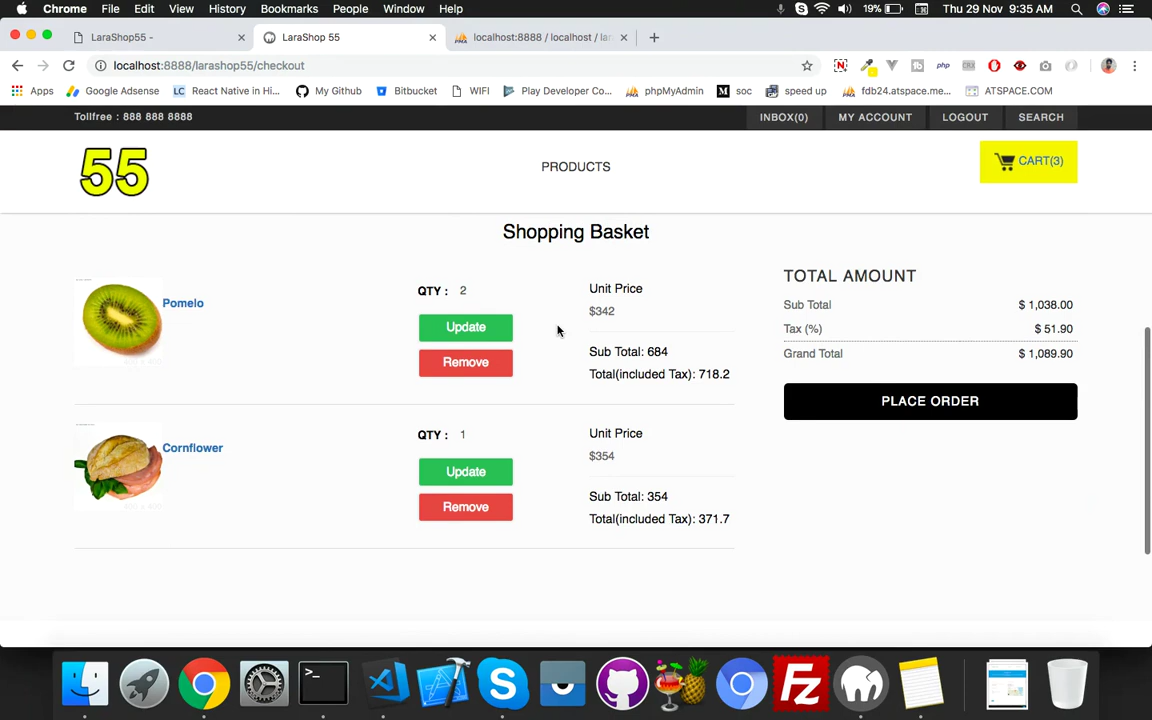 Chrome File Edit View History Bookmarks People Window Help 19% Thu 29 Nov 9:35 AM
LaraShop55 - LaraShop 55 localhost:8888 / localhost / lar
localhost:8888/larashop55/checkout
Apps Google Adsense LC React Native in Hi... My Github Bitbucket WIFI Play Developer Co... phpMyAdmin soc speed up fdb24.atspace.me... ATSPACE.COM
Tollfree : 888 888 8888 INBOX(0) MY ACCOUNT LOGOUT SEARCH
55 PRODUCTS CART(3)
Shopping Basket
Pomelo
QTY : 2
Update
Remove
Unit Price
$342
Sub Total: 684
Total(included Tax): 718.2
Cornflower
QTY : 1
Update
Remove
Unit Price
$354
Sub Total: 354
Total(included Tax): 371.7
TOTAL AMOUNT
Sub Total $ 1,038.00
Tax (%) $ 51.90
Grand Total $ 1,089.90
PLACE ORDER